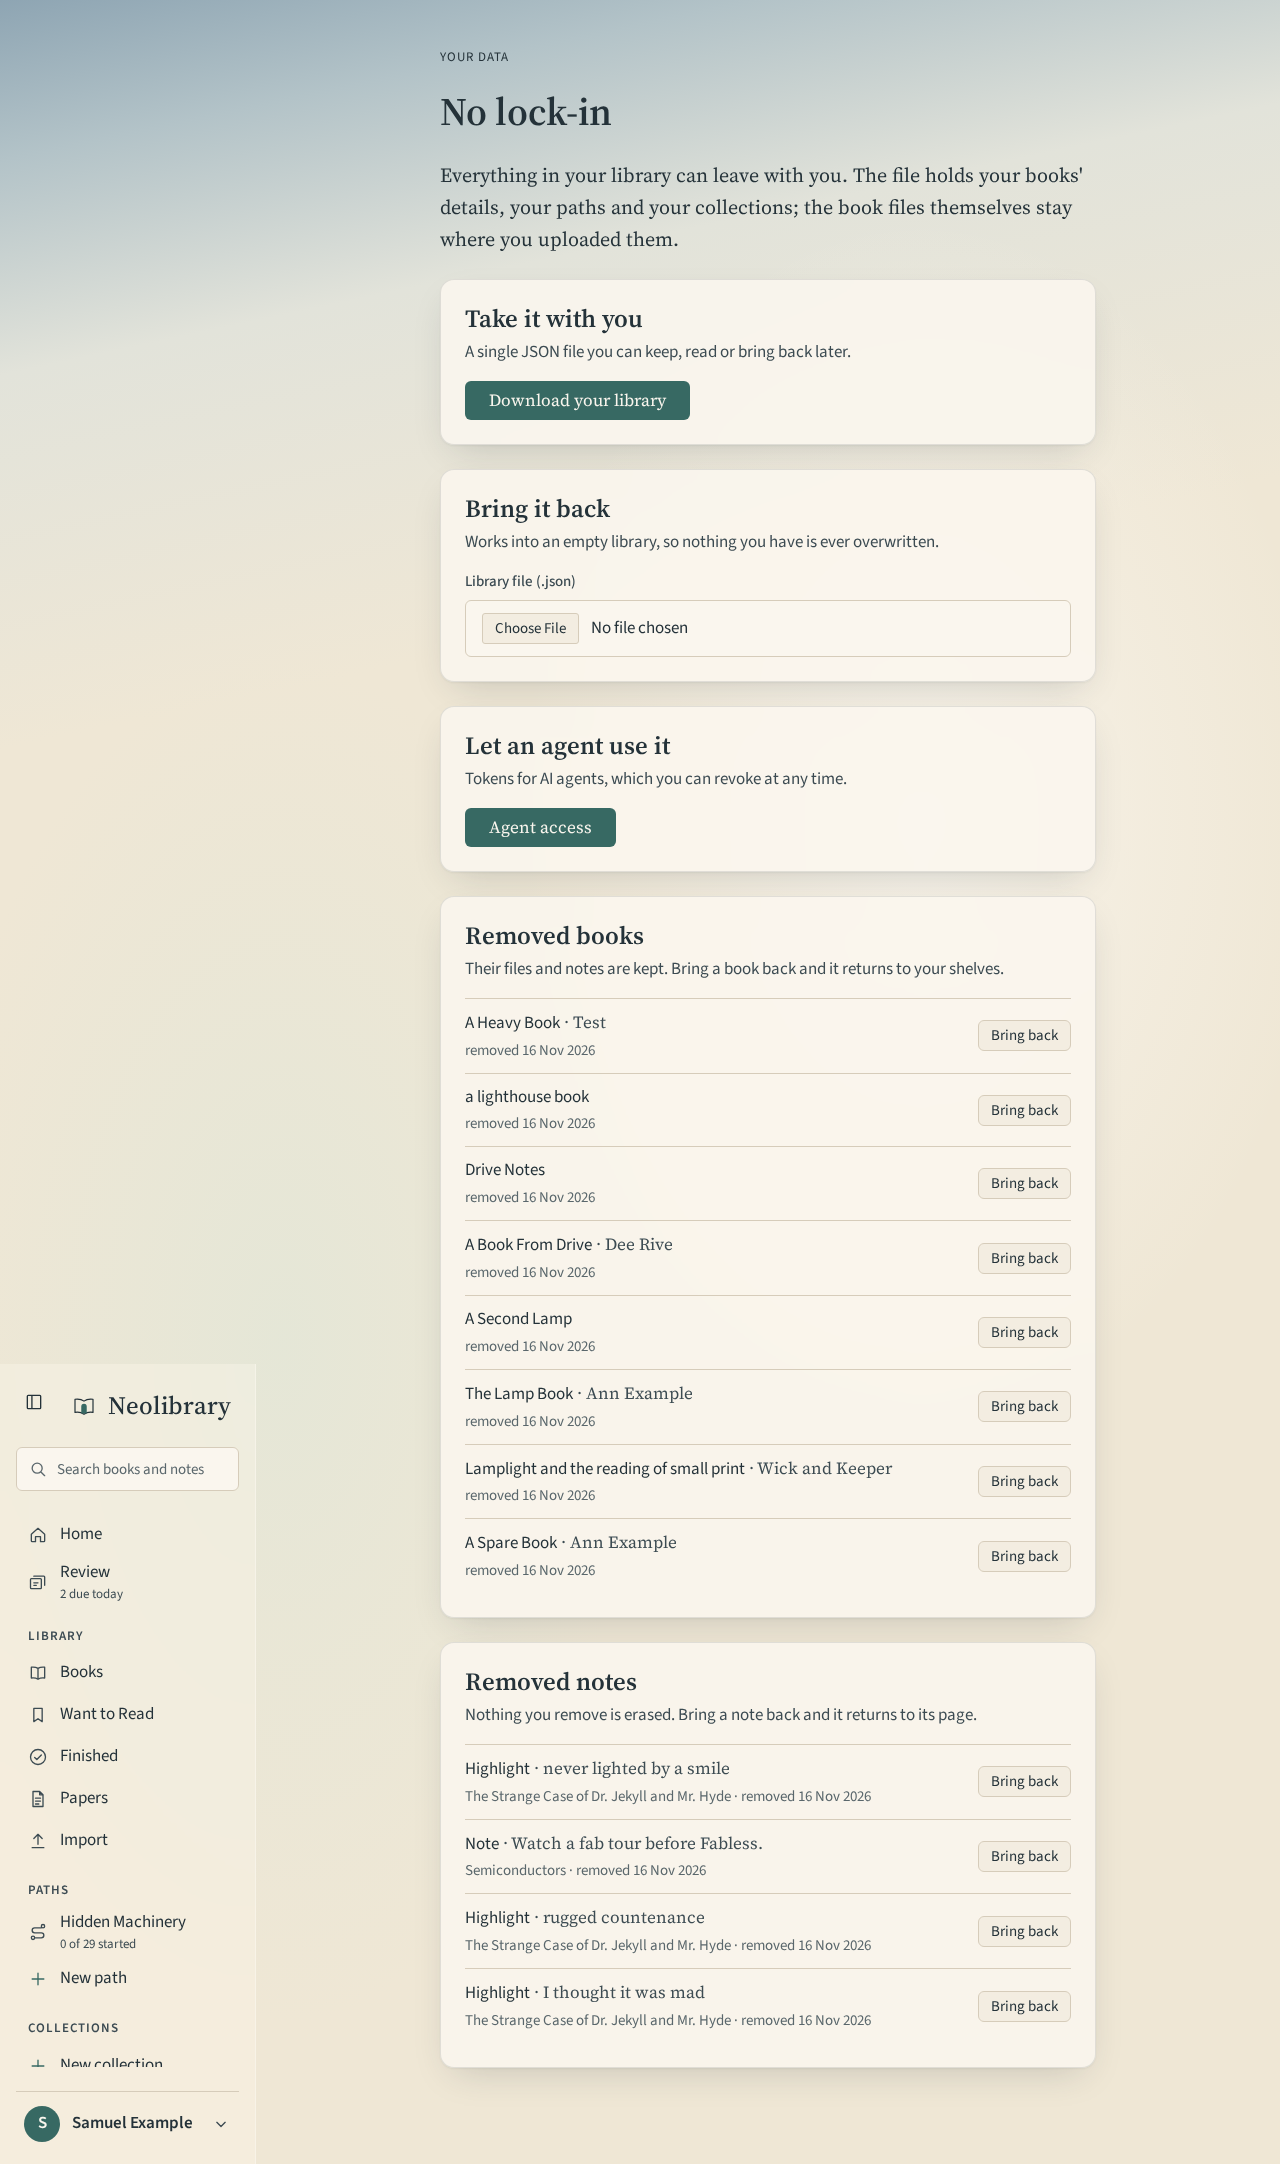 YOUR DATA
No lock-in
Everything in your library can leave with you. The file holds your books'
details, your paths and your collections; the book files themselves stay
where you uploaded them.
Take it with you
A single JSON file you can keep, read or bring back later.
Download your library
Bring it back
Works into an empty library, so nothing you have is ever overwritten.
Library file (.json)
Choose File No file chosen
Let an agent use it
Tokens for AI agents, which you can revoke at any time.
Agent access
Removed books
Their files and notes are kept. Bring a book back and it returns to your shelves.
A Heavy Book · Test
removed 16 Nov 2026
Bring back
a lighthouse book
removed 16 Nov 2026
Bring back
Drive Notes
removed 16 Nov 2026
Bring back
A Book From Drive · Dee Rive
removed 16 Nov 2026
Bring back
A Second Lamp
removed 16 Nov 2026
Bring back
The Lamp Book · Ann Example
removed 16 Nov 2026
Bring back
Lamplight and the reading of small print · Wick and Keeper
removed 16 Nov 2026
Bring back
A Spare Book · Ann Example
removed 16 Nov 2026
Bring back
Removed notes
Nothing you remove is erased. Bring a note back and it returns to its page.
Highlight · never lighted by a smile
The Strange Case of Dr. Jekyll and Mr. Hyde · removed 16 Nov 2026
Bring back
Note · Watch a fab tour before Fabless.
Semiconductors · removed 16 Nov 2026
Bring back
Highlight · rugged countenance
The Strange Case of Dr. Jekyll and Mr. Hyde · removed 16 Nov 2026
Bring back
Highlight · I thought it was mad
The Strange Case of Dr. Jekyll and Mr. Hyde · removed 16 Nov 2026
Bring back
Neolibrary
Search books and notes
Home
Review
2 due today
LIBRARY
Books
Want to Read
Finished
Papers
Import
PATHS
Hidden Machinery
0 of 29 started
New path
COLLECTIONS
New collection
S
Samuel Example